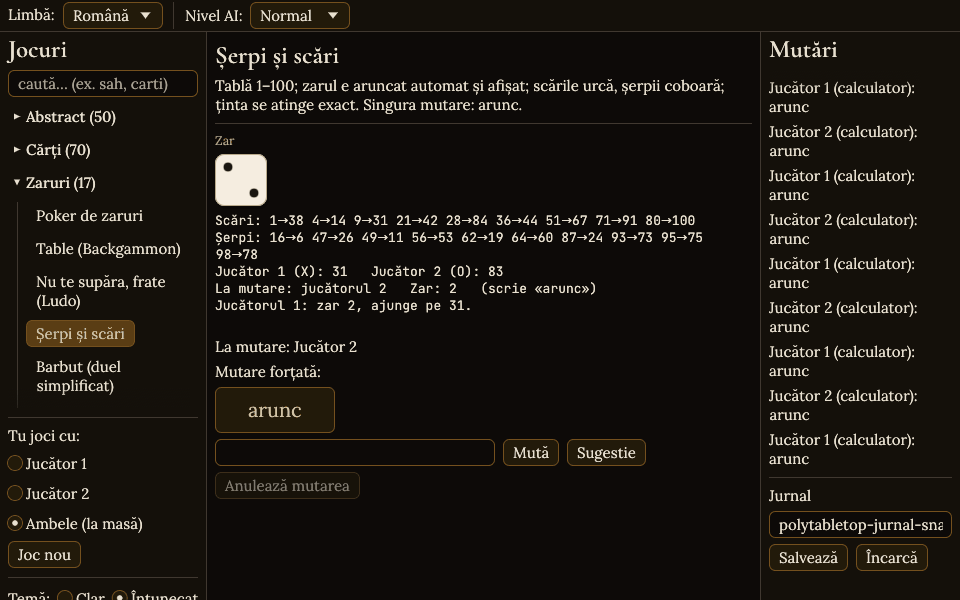 Limbă: Română ▼ Nivel AI: Normal ▼
Jocuri
caută... (ex. sah, carti)
▸ Abstract (50)
▸ Cărți (70)
▾ Zaruri (17)
Poker de zaruri
Table (Backgammon)
Nu te supăra, frate
(Ludo)
Șerpi și scări
Barbut (duel
simplificat)
Tu joci cu:
Jucător 1
Jucător 2
Ambele (la masă)
Joc nou
Temă: Clar Întunecat
Șerpi și scări
Tablă 1–100; zarul e aruncat automat și afișat; scările urcă, șerpii coboară;
ținta se atinge exact. Singura mutare: arunc.
Zar
Scări: 1→38 4→14 9→31 21→42 28→84 36→44 51→67 71→91 80→100
Șerpi: 16→6 47→26 49→11 56→53 62→19 64→60 87→24 93→73 95→75
98→78
Jucător 1 (X): 31 Jucător 2 (O): 83
La mutare: jucătorul 2 Zar: 2 (scrie «arunc»)
Jucătorul 1: zar 2, ajunge pe 31.
La mutare: Jucător 2
Mutare forțată:
arunc
Mută Sugestie
Anulează mutarea
Mutări
Jucător 1 (calculator):
arunc
Jucător 2 (calculator):
arunc
Jucător 1 (calculator):
arunc
Jucător 2 (calculator):
arunc
Jucător 1 (calculator):
arunc
Jucător 2 (calculator):
arunc
Jucător 1 (calculator):
arunc
Jucător 2 (calculator):
arunc
Jucător 1 (calculator):
arunc
Jurnal
polytabletop-jurnal-sna
Salvează Încarcă